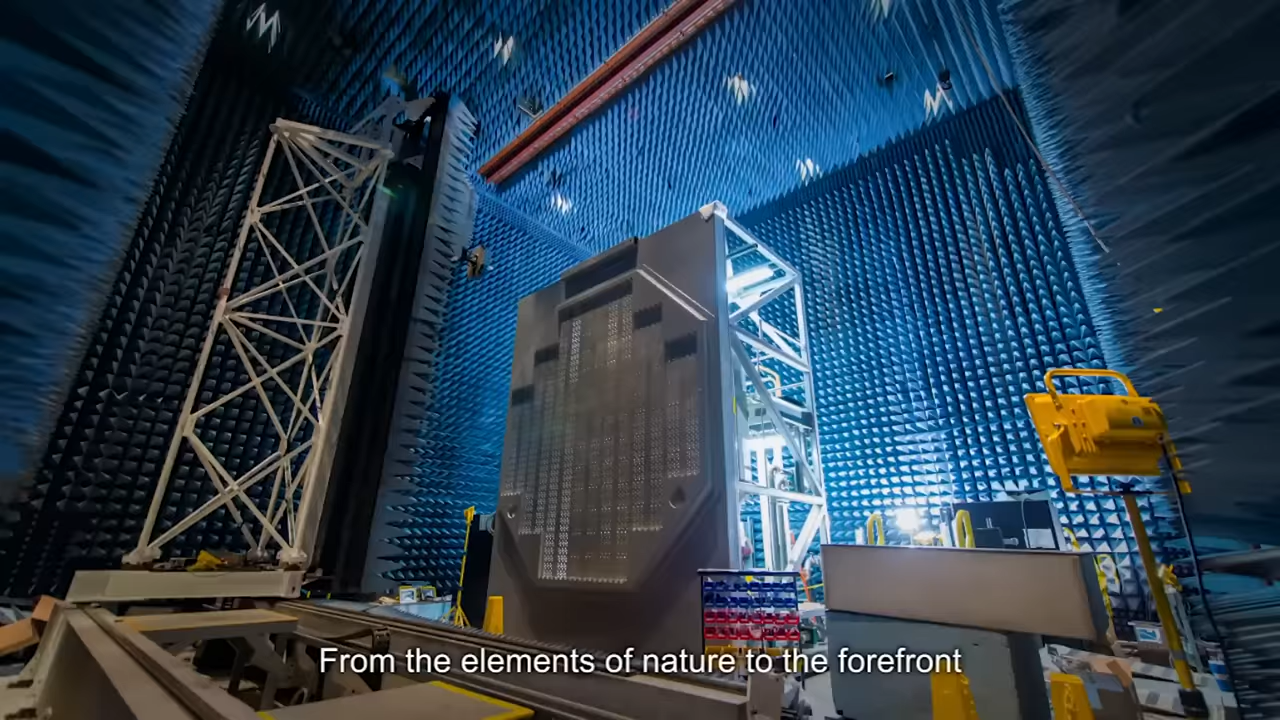 From the elements of nature to the forefront